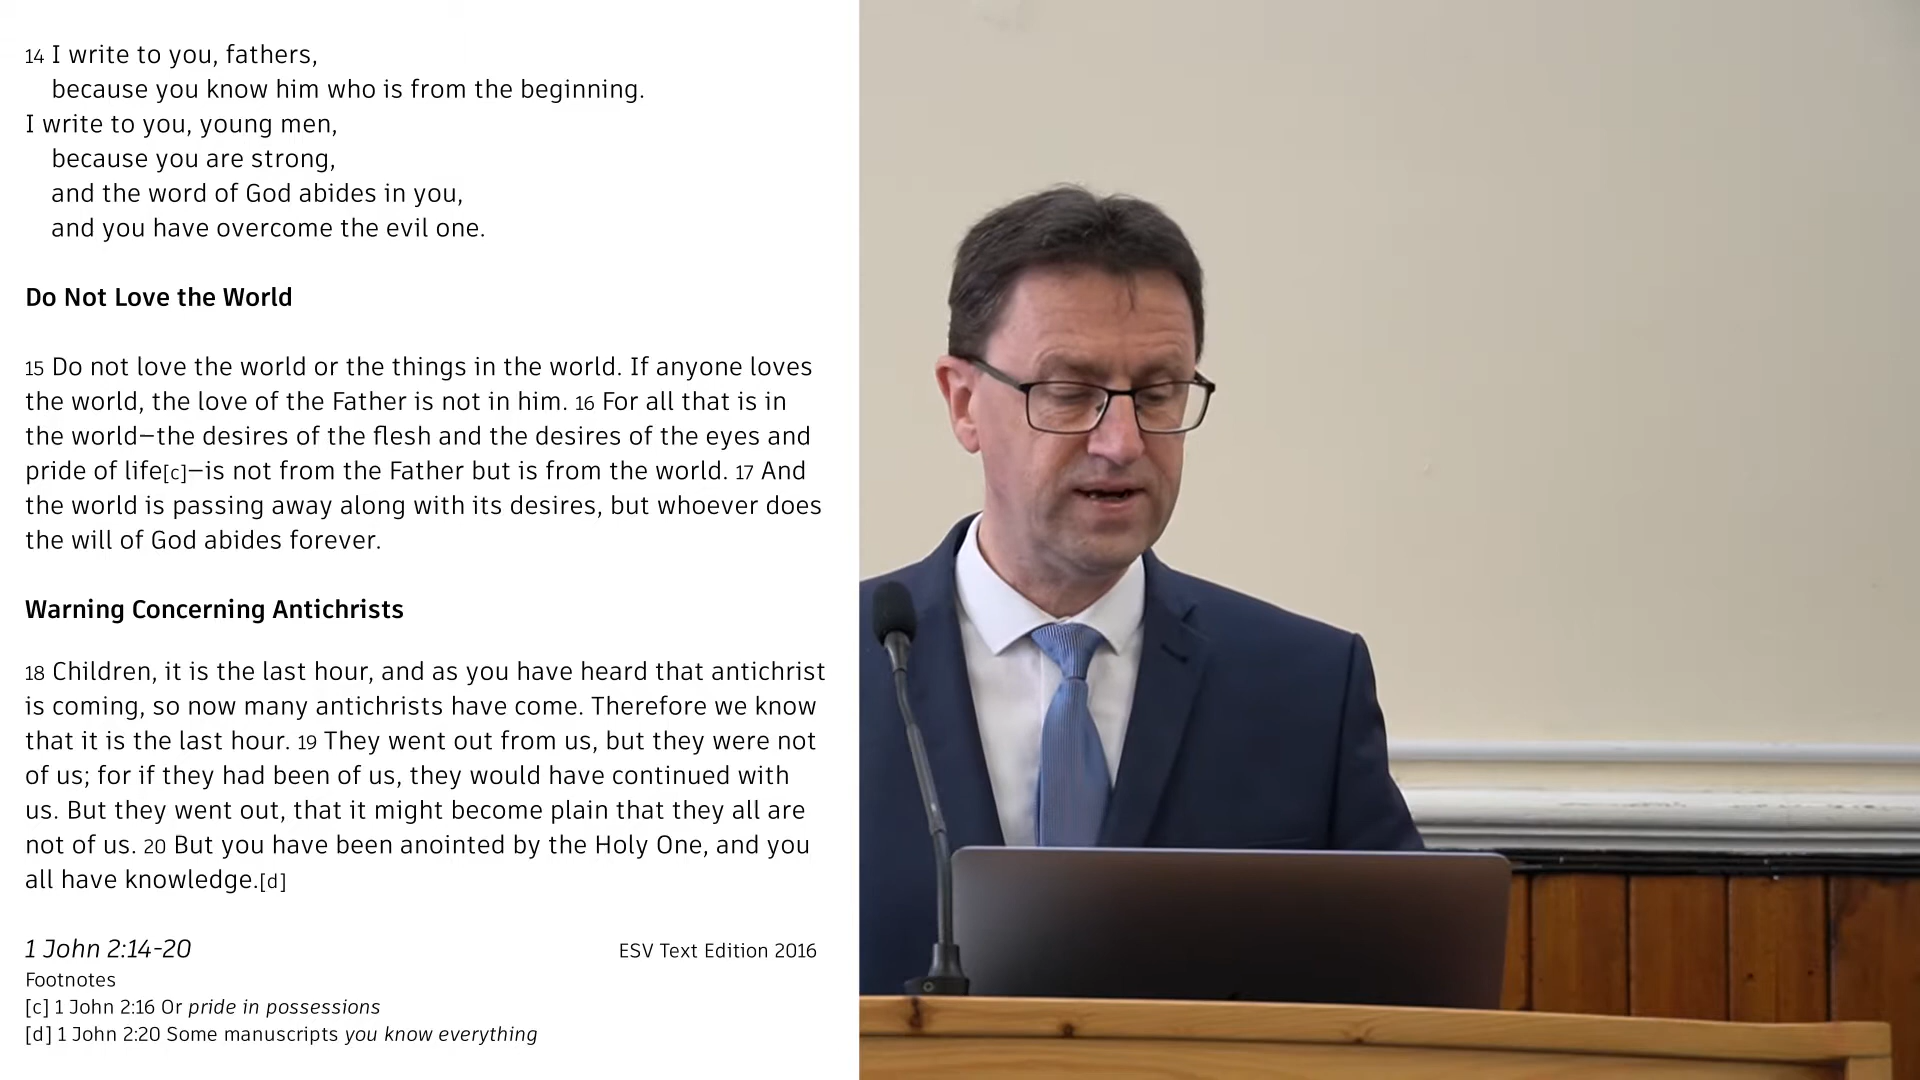 14 I write to you, fathers,
because you know him who is from the beginning.
I write to you, young men,
because you are strong,
and the word of God abides in you,
and you have overcome the evil one.
Do Not Love the World
15 Do not love the world or the things in the world. If anyone loves
the world, the love of the Father is not in him. 16 For all that is in
the world—the desires of the flesh and the desires of the eyes and
pride of life[c]—is not from the Father but is from the world. 17 And
the world is passing away along with its desires, but whoever does
the will of God abides forever.
Warning Concerning Antichrists
18 Children, it is the last hour, and as you have heard that antichrist
is coming, so now many antichrists have come. Therefore we know
that it is the last hour. 19 They went out from us, but they were not
of us; for if they had been of us, they would have continued with
us. But they went out, that it might become plain that they all are
not of us. 20 But you have been anointed by the Holy One, and you
all have knowledge.[d]
1 John 2:14-20 ESV Text Edition 2016
Footnotes
[c] 1 John 2:16 Or pride in possessions
[d] 1 John 2:20 Some manuscripts you know everything